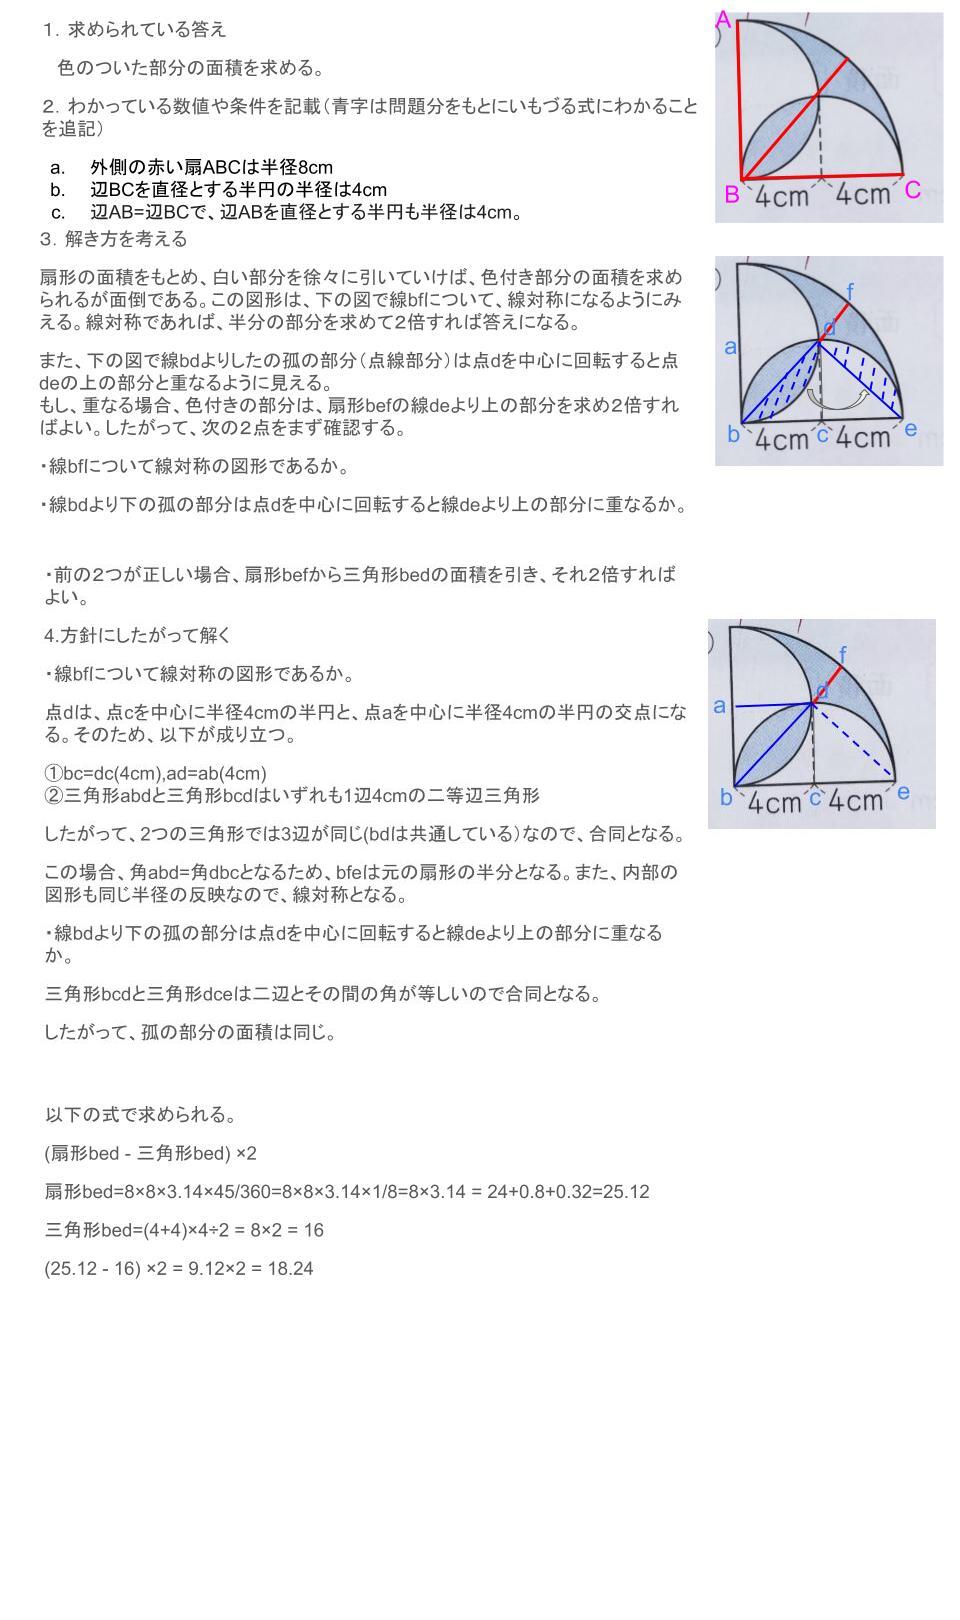 1．求められている答え
色のついた部分の面積を求める。
2．わかっている数値や条件を記載（青字は問題分をもとにいもづる式にわかること
を追記）
a. 外側の赤い扇ABCは半径8cm
b. 辺BCを直径とする半円の半径は4cm
c. 辺AB=辺BCで、辺ABを直径とする半円も半径は4cm。
A
B
C
4cm
4cm
3．解き方を考える
扇形の面積をもとめ、白い部分を徐々に引いていけば、色付き部分の面積を求め
られるが面倒である。この図形は、下の図で線bfについて、線対称になるようにみ
える。線対称であれば、半分の部分を求めて2倍すれば答えになる。
また、下の図で線bdよりしたの孤の部分（点線部分）は点dを中心に回転すると点
deの上の部分と重なるように見える。
もし、重なる場合、色付きの部分は、扇形befの線deより上の部分を求め2倍すれ
ばよい。したがって、次の2点をまず確認する。
・線bfについて線対称の図形であるか。
・線bdより下の孤の部分は点dを中心に回転すると線deより上の部分に重なるか。
f
d
a
b
4cm
c
4cm
e
・前の2つが正しい場合、扇形befから三角形bedの面積を引き、それ2倍すれば
よい。
4.方針にしたがって解く
・線bfについて線対称の図形であるか。
点dは、点cを中心に半径4cmの半円と、点aを中心に半径4cmの半円の交点にな
る。そのため、以下が成り立つ。
①bc=dc(4cm),ad=ab(4cm)
②三角形abdと三角形bcdはいずれも1辺4cmの二等辺三角形
したがって、2つの三角形では3辺が同じ(bdは共通している）なので、合同となる。
この場合、角abd=角dbcとなるため、bfeは元の扇形の半分となる。また、内部の
図形も同じ半径の反映なので、線対称となる。
f
d
a
b
4cm
c
4cm
e
・線bdより下の孤の部分は点dを中心に回転すると線deより上の部分に重なる
か。
三角形bcdと三角形dceは二辺とその間の角が等しいので合同となる。
したがって、孤の部分の面積は同じ。
以下の式で求められる。
(扇形bed - 三角形bed) ×2
扇形bed=8×8×3.14×45/360=8×8×3.14×1/8=8×3.14 = 24+0.8+0.32=25.12
三角形bed=(4+4)×4÷2 = 8×2 = 16
(25.12 - 16) ×2 = 9.12×2 = 18.24